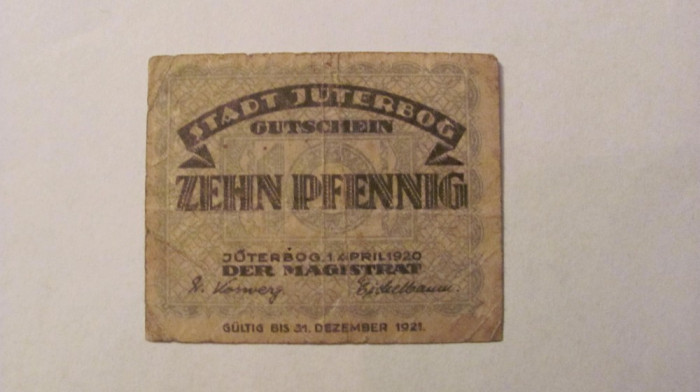 STADT JÜTERBOG
GUTSCHEIN
ZEHN PFENNIG
JÜTERBOG, 1. APRIL 1920
DER MAGISTRAT
GÜLTIG BIS 31. DEZEMBER 1921.